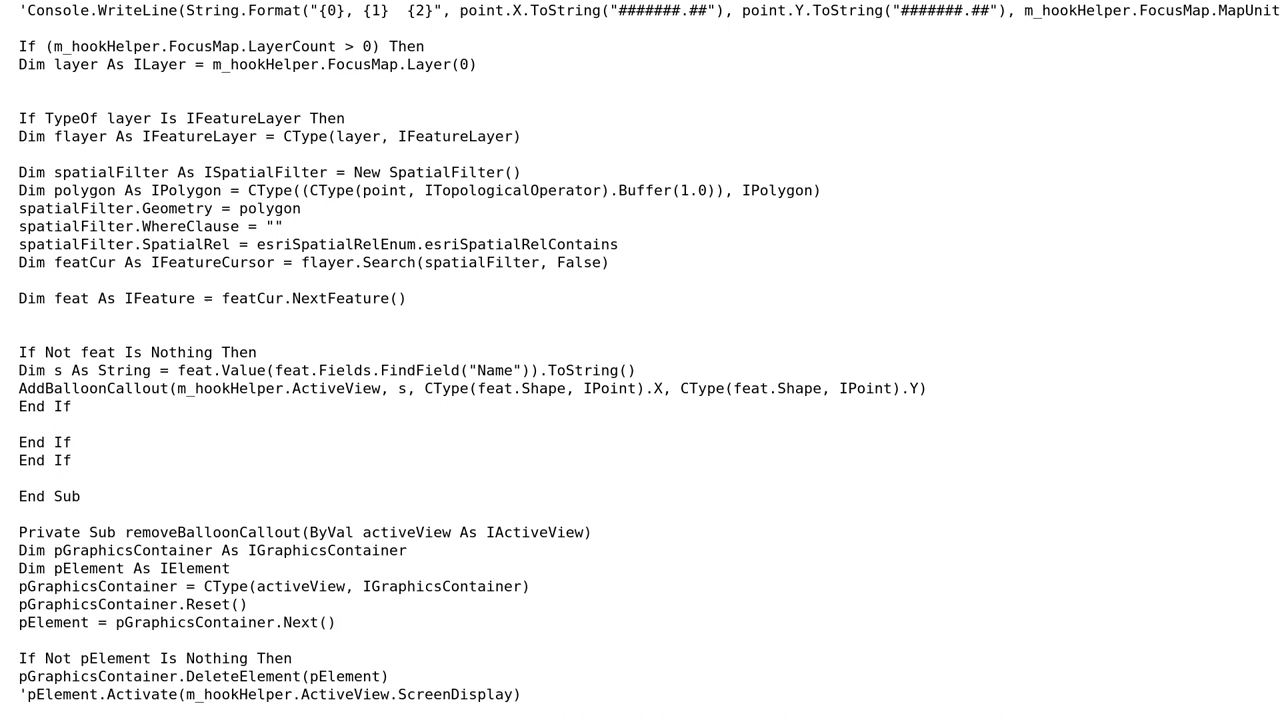 'Console.WriteLine(String.Format("{0}, {1}  {2}", point.X.ToString("#######.##"), point.Y.ToString("#######.##"), m_hookHelper.FocusMap.MapUnit
If (m_hookHelper.FocusMap.LayerCount > 0) Then
Dim layer As ILayer = m_hookHelper.FocusMap.Layer(0)
If TypeOf layer Is IFeatureLayer Then
Dim flayer As IFeatureLayer = CType(layer, IFeatureLayer)
Dim spatialFilter As ISpatialFilter = New SpatialFilter()
Dim polygon As IPolygon = CType((CType(point, ITopologicalOperator).Buffer(1.0)), IPolygon)
spatialFilter.Geometry = polygon
spatialFilter.WhereClause = ""
spatialFilter.SpatialRel = esriSpatialRelEnum.esriSpatialRelContains
Dim featCur As IFeatureCursor = flayer.Search(spatialFilter, False)
Dim feat As IFeature = featCur.NextFeature()
If Not feat Is Nothing Then
Dim s As String = feat.Value(feat.Fields.FindField("Name")).ToString()
AddBalloonCallout(m_hookHelper.ActiveView, s, CType(feat.Shape, IPoint).X, CType(feat.Shape, IPoint).Y)
End If
End If
End If
End Sub
Private Sub removeBalloonCallout(ByVal activeView As IActiveView)
Dim pGraphicsContainer As IGraphicsContainer
Dim pElement As IElement
pGraphicsContainer = CType(activeView, IGraphicsContainer)
pGraphicsContainer.Reset()
pElement = pGraphicsContainer.Next()
If Not pElement Is Nothing Then
pGraphicsContainer.DeleteElement(pElement)
'pElement.Activate(m_hookHelper.ActiveView.ScreenDisplay)